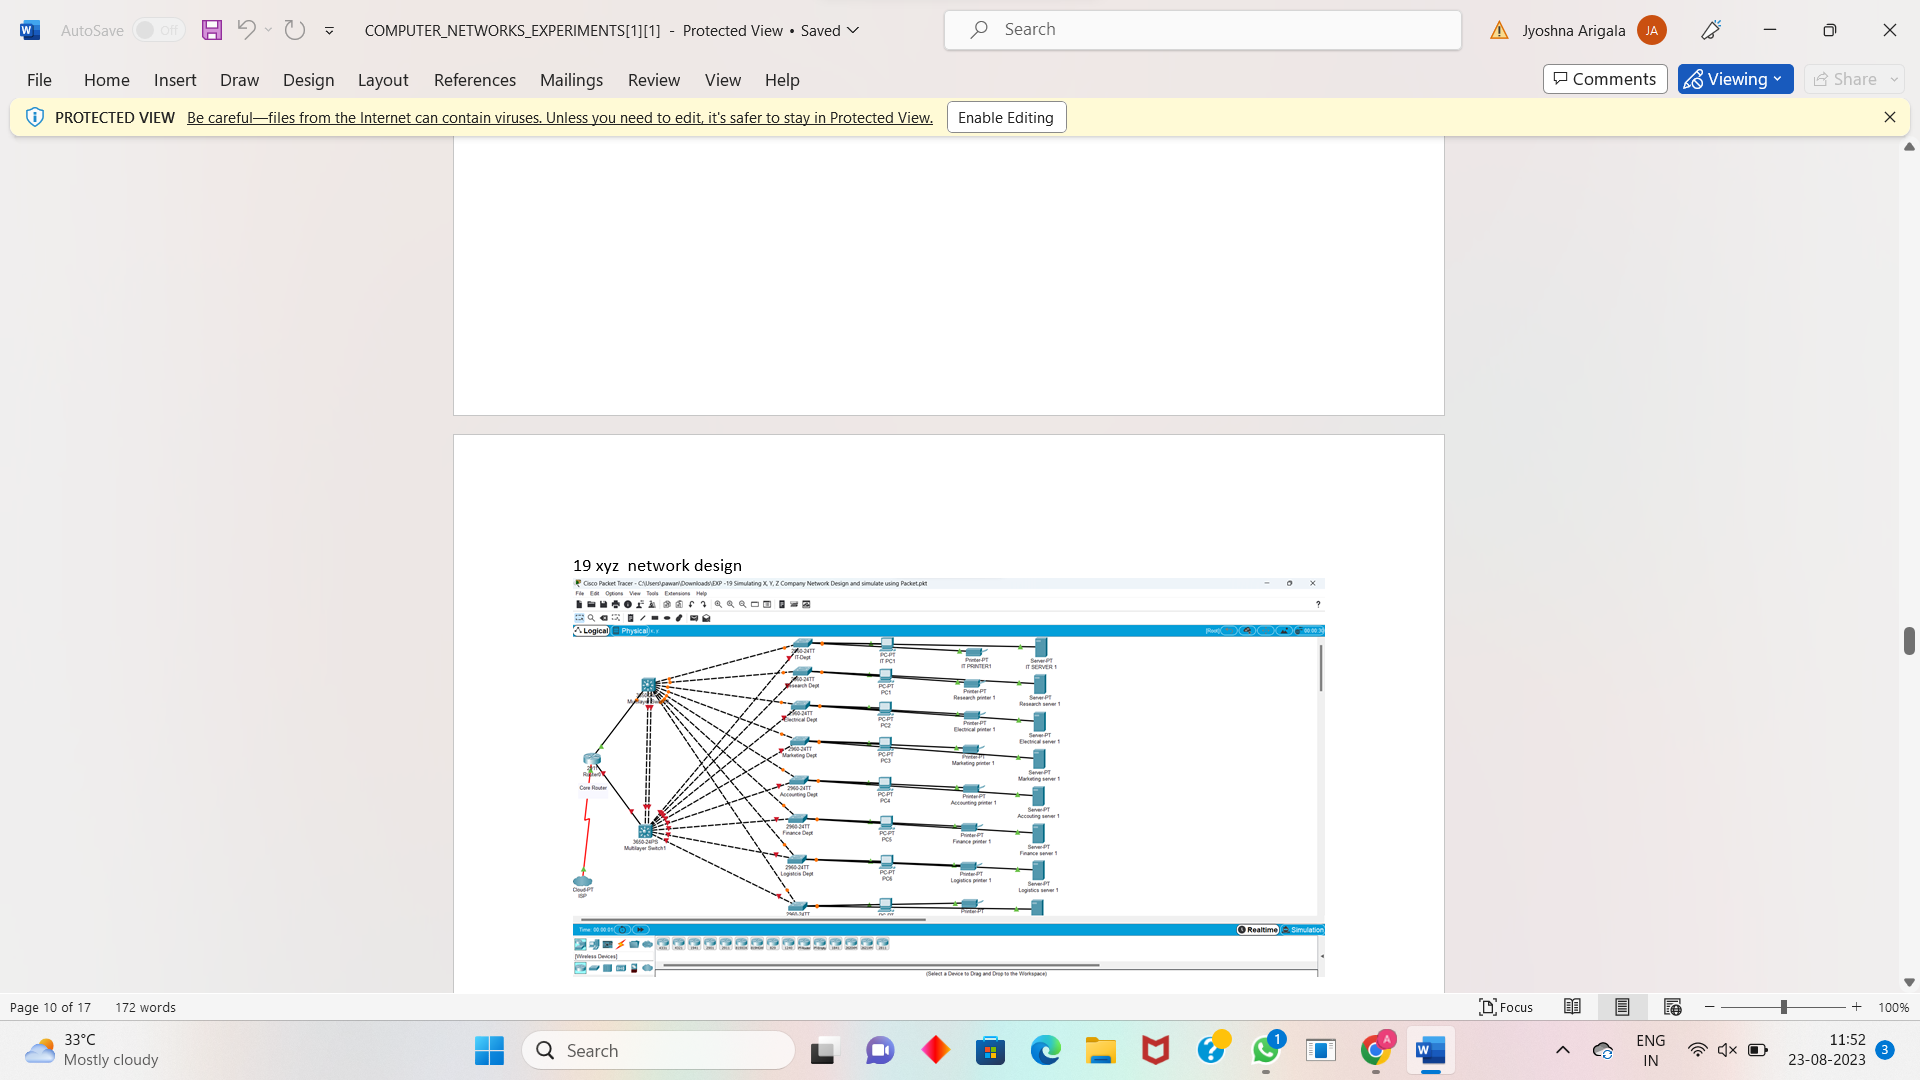 AutoSave Off COMPUTER_NETWORKS_EXPERIMENTS[1][1] - Protected View • Saved Search Jyoshna Arigala JA
File Home Insert Draw Design Layout References Mailings Review View Help Comments Viewing Share
PROTECTED VIEW Be careful—files from the Internet can contain viruses. Unless you need to edit, it's safer to stay in Protected View. Enable Editing
19 xyz network design
Cisco Packet Tracer - C:\Users\pawan\Downloads\EXP -19 Simulating X, Y, Z Company Network Design and simulate using Packet.pkt
File Edit Options View Tools Extensions Help
Logical Physical [Root]
2960-24TT
IT-Dept
PC-PT
IT PC1
Printer-PT
IT PRINTER1
Server-PT
IT SERVER 1
Research Dept
PC-PT
PC1
Printer-PT
Research printer 1
Server-PT
Research server 1
2960-24TT
Electrical Dept
PC-PT
PC2
Printer-PT
Electrical printer 1
Server-PT
Electrical server 1
2960-24TT
Marketing Dept
PC-PT
PC3
Printer-PT
Marketing printer 1
Server-PT
Marketing server 1
2960-24TT
Accounting Dept
PC-PT
PC4
Printer-PT
Accounting printer 1
Server-PT
Accouting server 1
2960-24TT
Finance Dept
PC-PT
PC5
Printer-PT
Finance printer 1
Server-PT
Finance server 1
2960-24TT
Logistcis Dept
PC-PT
PC6
Printer-PT
Logistics printer 1
Server-PT
Logistics server 1
2960-24TT
Printer-PT
Router0
Core Router
3650-24PS
Multilayer Switch1
Cloud-PT
ISP
Time: 00:00:01 Realtime Simulation
[Wireless Devices]
(Select a Device to Drag and Drop to the Workspace)
Page 10 of 17 172 words Focus 100%
33°C
Mostly cloudy
Search
1
A
ENG
IN
11:52
23-08-2023
3